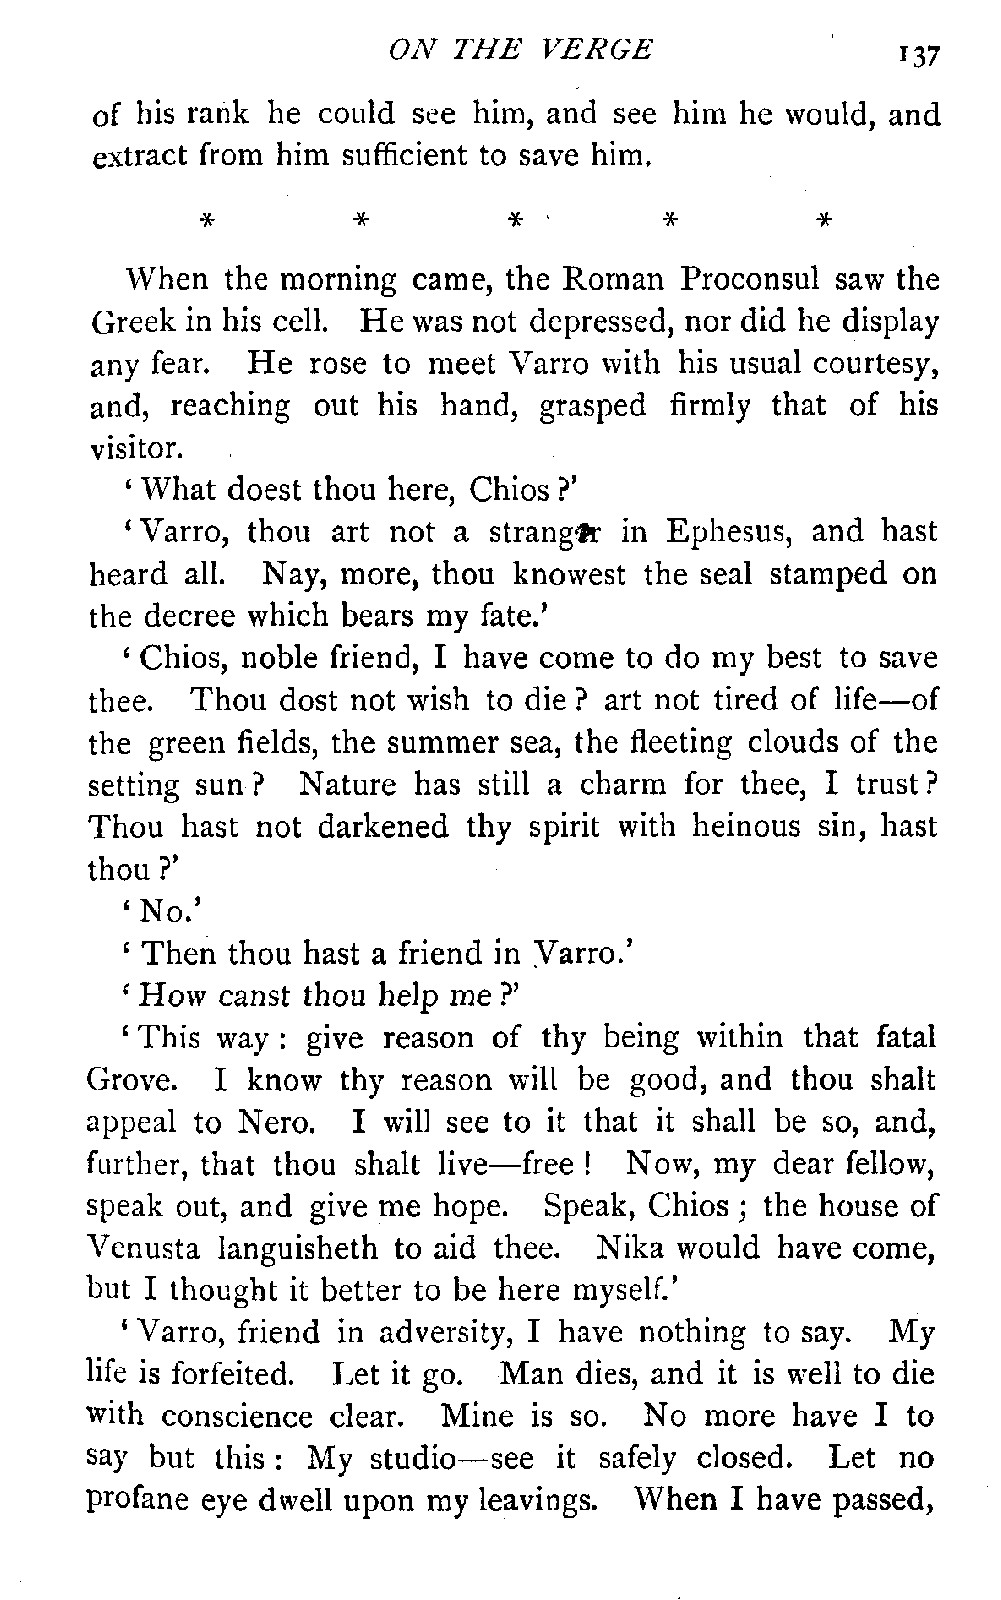 ON THE VERGE 137
of his rank he could see him, and see him he would, and
extract from him sufficient to save him.
* * * * *
When the morning came, the Roman Proconsul saw the
Greek in his cell. He was not depressed, nor did he display
any fear. He rose to meet Varro with his usual courtesy,
and, reaching out his hand, grasped firmly that of his
visitor.
‘ What doest thou here, Chios ?’
‘ Varro, thou art not a stranger in Ephesus, and hast
heard all. Nay, more, thou knowest the seal stamped on
the decree which bears my fate.’
‘ Chios, noble friend, I have come to do my best to save
thee. Thou dost not wish to die ? art not tired of life—of
the green fields, the summer sea, the fleeting clouds of the
setting sun ? Nature has still a charm for thee, I trust ?
Thou hast not darkened thy spirit with heinous sin, hast
thou ?’
‘ No.’
‘ Then thou hast a friend in Varro.’
‘ How canst thou help me ?’
‘ This way : give reason of thy being within that fatal
Grove. I know thy reason will be good, and thou shalt
appeal to Nero. I will see to it that it shall be so, and,
further, that thou shalt live—free ! Now, my dear fellow,
speak out, and give me hope. Speak, Chios ; the house of
Venusta languisheth to aid thee. Nika would have come,
but I thought it better to be here myself.’
‘ Varro, friend in adversity, I have nothing to say. My
life is forfeited. Let it go. Man dies, and it is well to die
with conscience clear. Mine is so. No more have I to
say but this : My studio—see it safely closed. Let no
profane eye dwell upon my leavings. When I have passed,